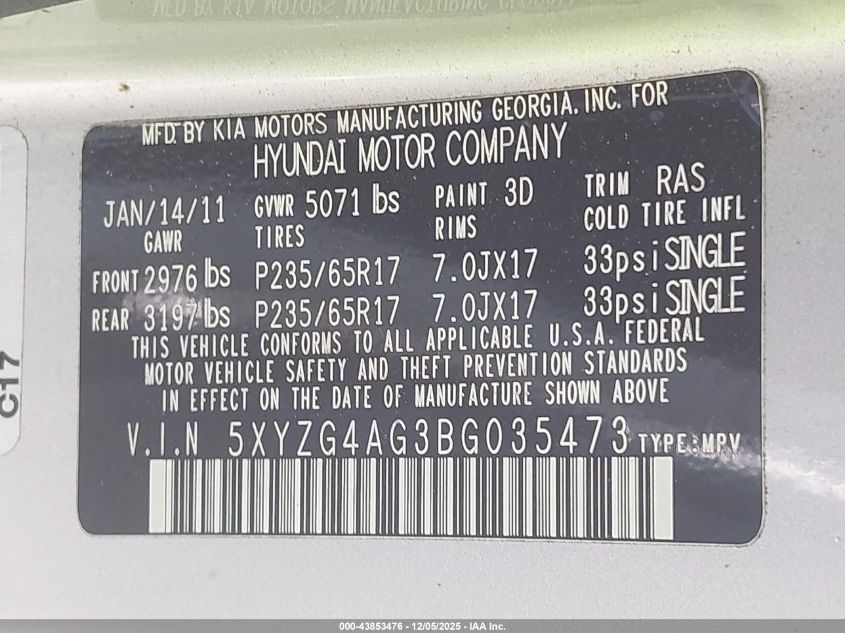 MFD. BY KIA MOTORS MANUFACTURING GEORGIA, INC. FOR
HYUNDAI MOTOR COMPANY
JAN/14/11 GVWR 5071 lbs PAINT 3D TRIM RAS
GAWR TIRES RIMS COLD TIRE INFL
FRONT 2976 lbs P235/65R17 7.0JX17 33psi SINGLE
REAR 3197 lbs P235/65R17 7.0JX17 33psi SINGLE
THIS VEHICLE CONFORMS TO ALL APPLICABLE U.S.A. FEDERAL
MOTOR VEHICLE SAFETY AND THEFT PREVENTION STANDARDS
IN EFFECT ON THE DATE OF MANUFACTURE SHOWN ABOVE
V.I.N 5XYZG4AG3BG035473 TYPE:MPV
C17
000-43853476 - 12/05/2025 - IAA Inc.